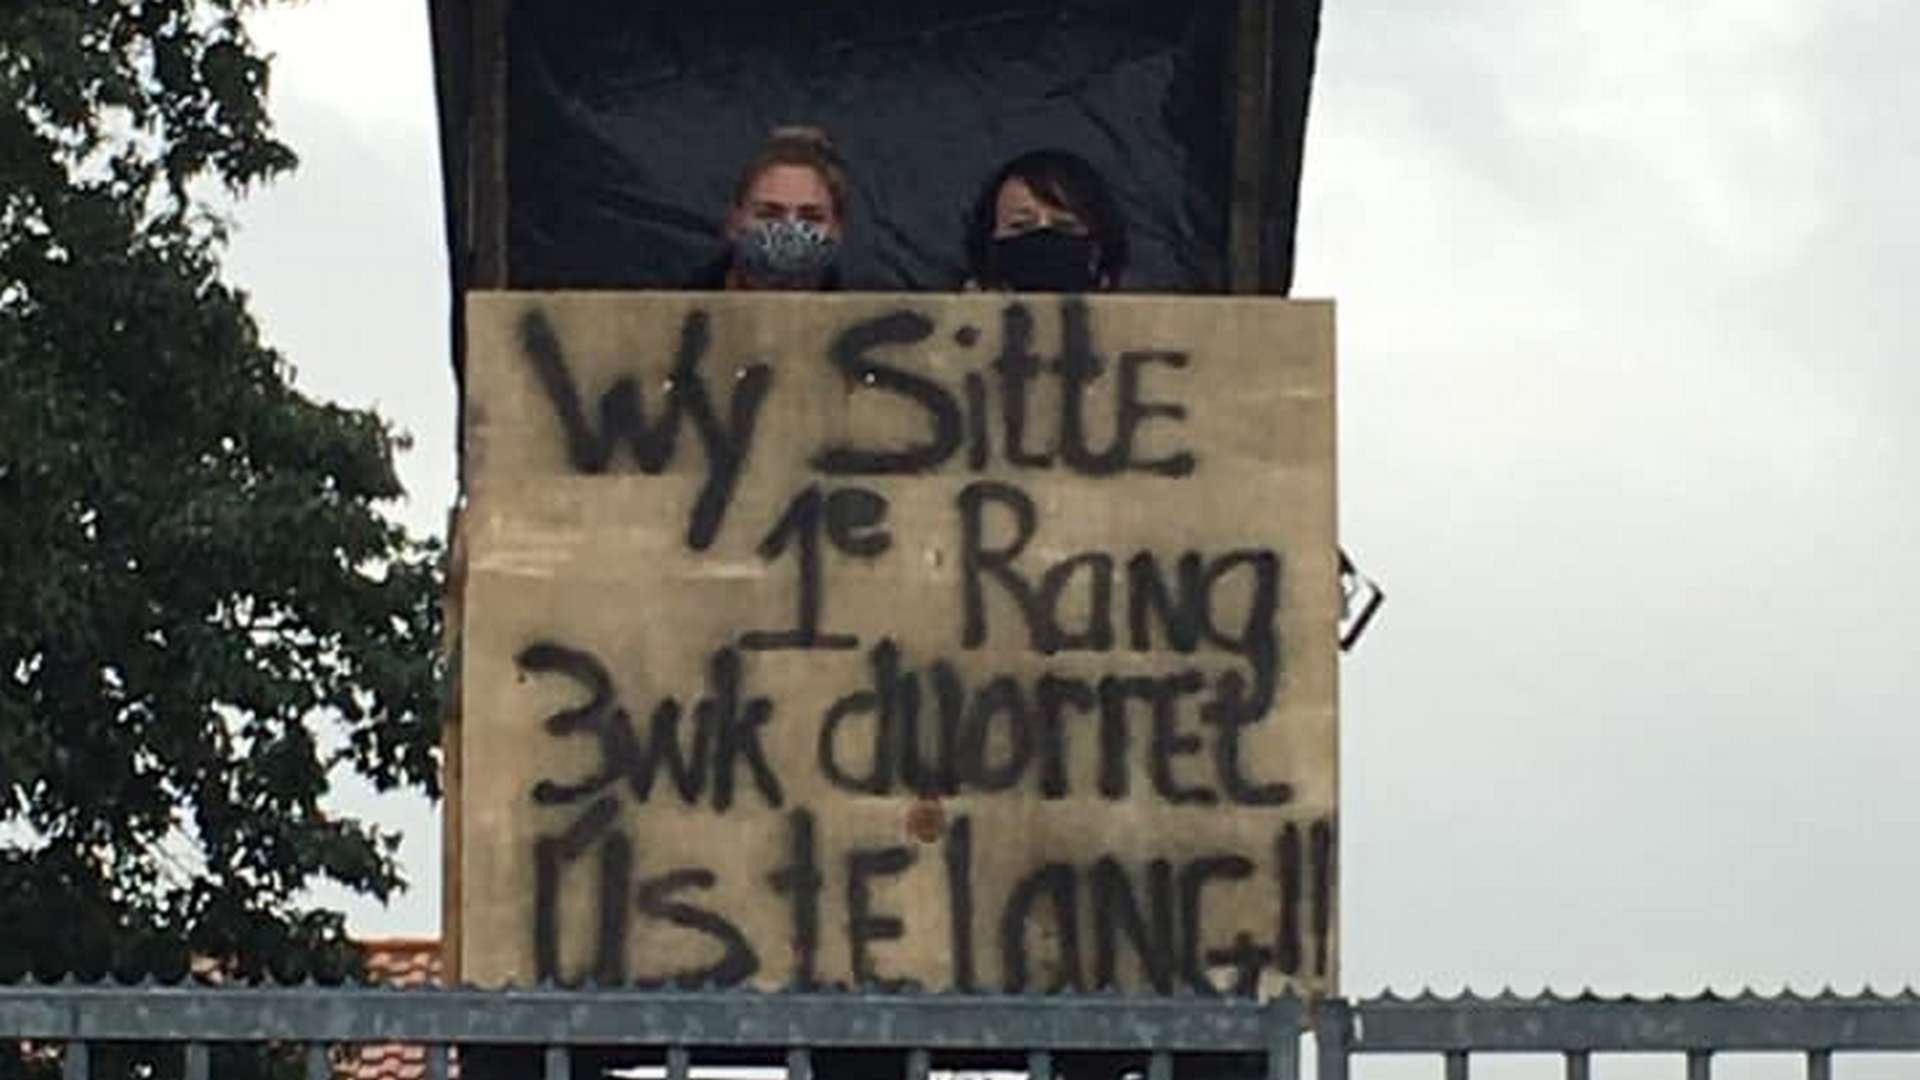 Wy Sitte
1e Rang
3wk duorret
Ús te lang!!